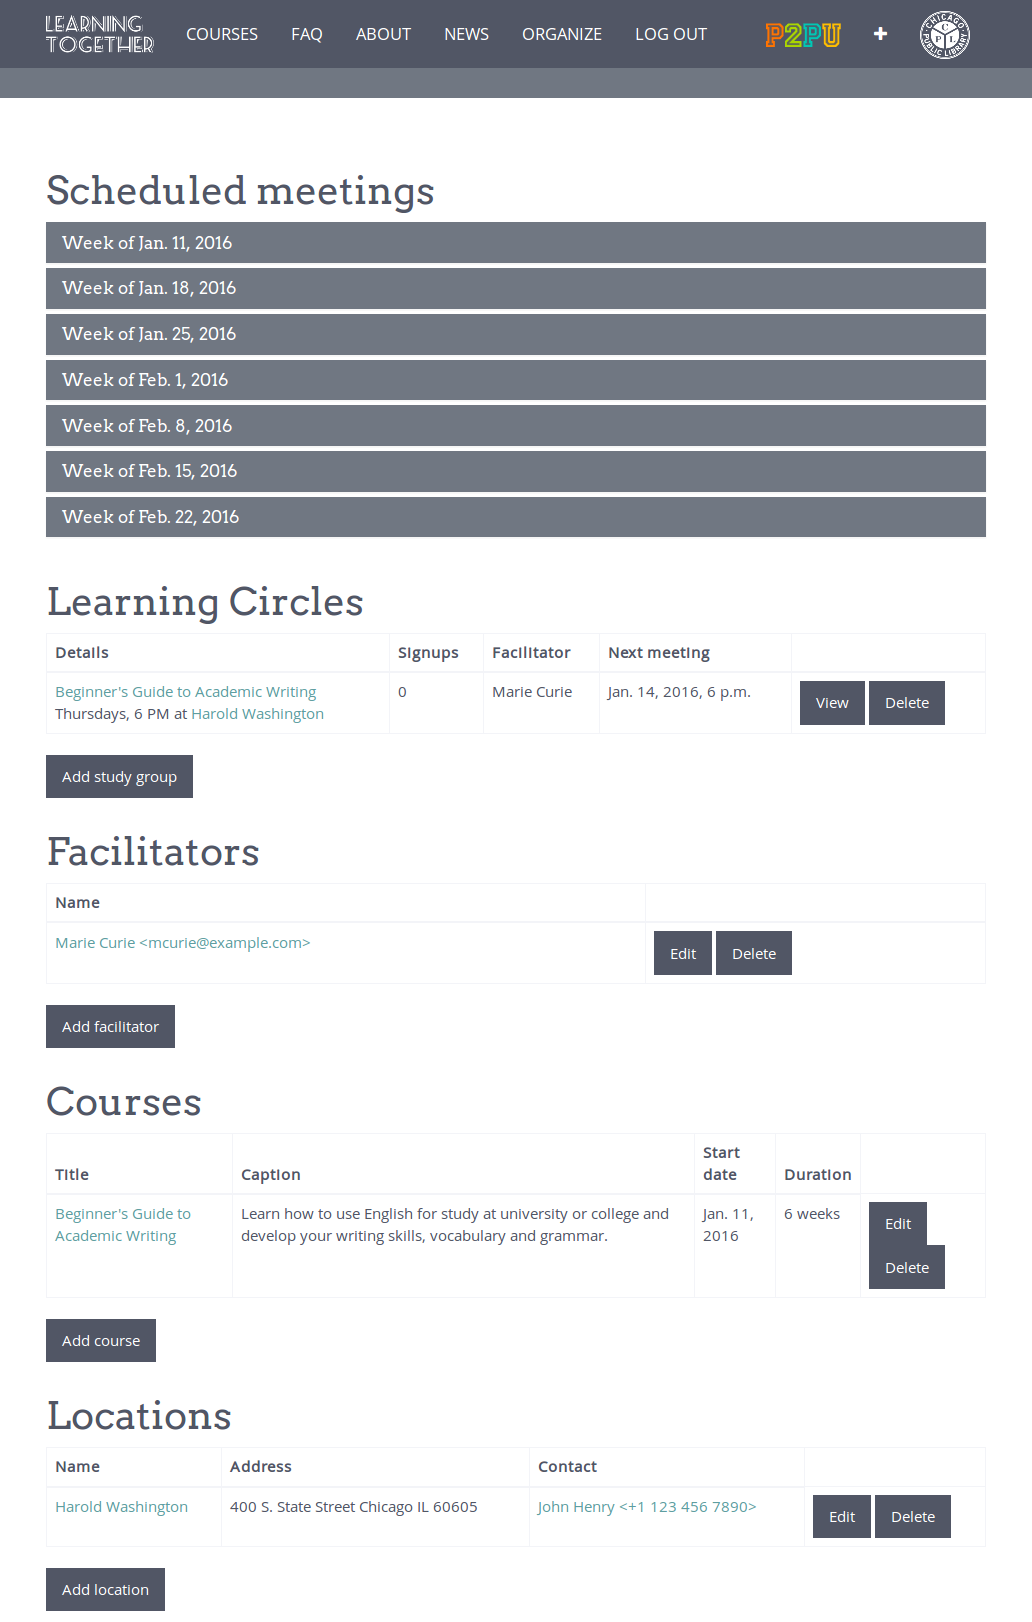 LEARNING
TOGETHER
COURSES FAQ ABOUT NEWS ORGANIZE LOG OUT P2PU + CHICAGO PUBLIC LIBRARY CPL
Scheduled meetings
Week of Jan. 11, 2016
Week of Jan. 18, 2016
Week of Jan. 25, 2016
Week of Feb. 1, 2016
Week of Feb. 8, 2016
Week of Feb. 15, 2016
Week of Feb. 22, 2016
Learning Circles
Details Signups Facilitator Next meeting
Beginner's Guide to Academic Writing 0 Marie Curie Jan. 14, 2016, 6 p.m. View Delete
Thursdays, 6 PM at Harold Washington
Add study group
Facilitators
Name
Marie Curie <mcurie@example.com> Edit Delete
Add facilitator
Courses
Title Caption Start date Duration
Beginner's Guide to Learn how to use English for study at university or college and Jan. 11, 6 weeks Edit
Academic Writing develop your writing skills, vocabulary and grammar. 2016
Delete
Add course
Locations
Name Address Contact
Harold Washington 400 S. State Street Chicago IL 60605 John Henry <+1 123 456 7890> Edit Delete
Add location